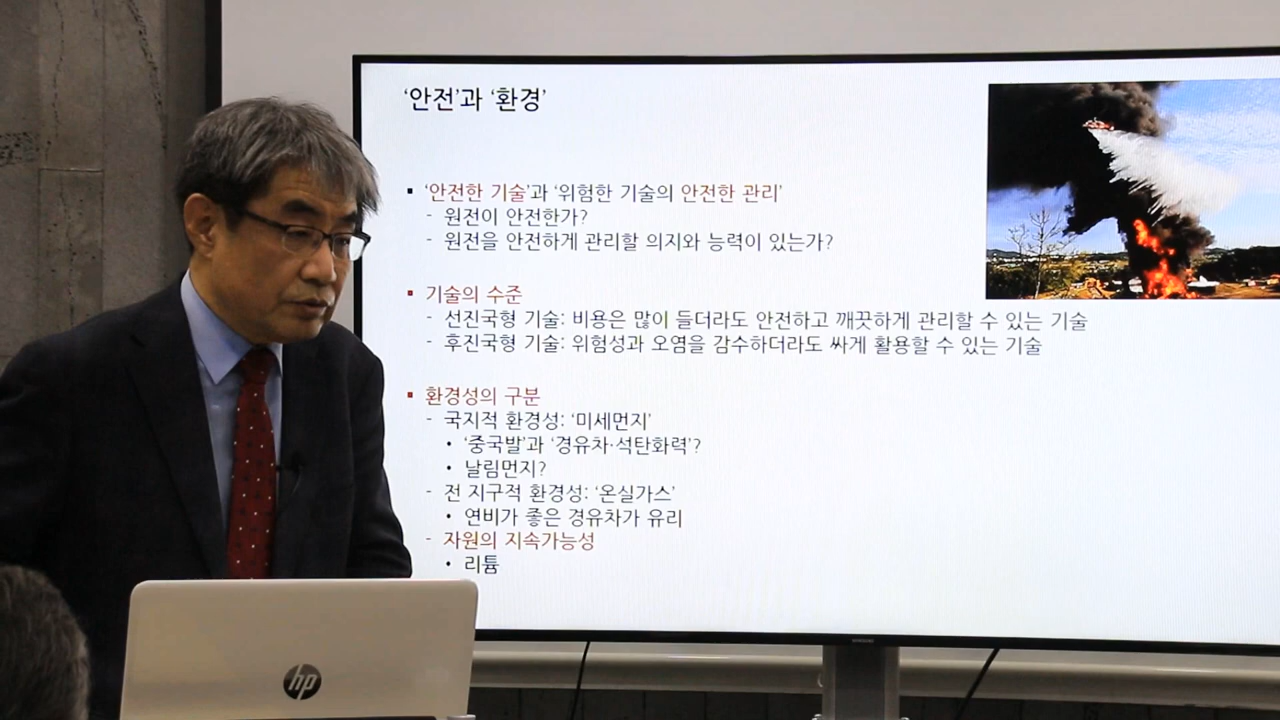 ‘안전’과 ‘환경’
▪ ‘안전한 기술’과 ‘위험한 기술의 안전한 관리’
- 원전이 안전한가?
- 원전을 안전하게 관리할 의지와 능력이 있는가?
▪ 기술의 수준
- 선진국형 기술: 비용은 많이 들더라도 안전하고 깨끗하게 관리할 수 있는 기술
- 후진국형 기술: 위험성과 오염을 감수하더라도 싸게 활용할 수 있는 기술
▪ 환경성의 구분
- 국지적 환경성: ‘미세먼지’
• ‘중국발’과 ‘경유차·석탄화력’?
• 날림먼지?
- 전 지구적 환경성: ‘온실가스’
• 연비가 좋은 경유차가 유리
- 자원의 지속가능성
• 리튬
SAMSUNG
hp